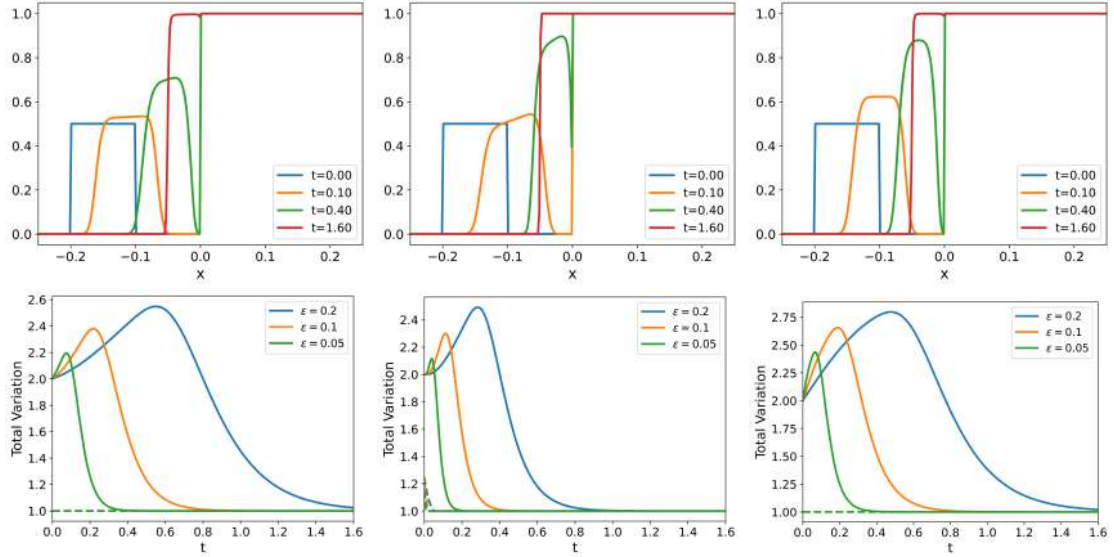 1.0
0.8
0.6
0.4
0.2
0.0
−0.2 −0.1 0.0 0.1 0.2
x
t=0.00
t=0.10
t=0.40
t=1.60
1.0
0.8
0.6
0.4
0.2
0.0
−0.2 −0.1 0.0 0.1 0.2
x
t=0.00
t=0.10
t=0.40
t=1.60
1.0
0.8
0.6
0.4
0.2
0.0
−0.2 −0.1 0.0 0.1 0.2
x
t=0.00
t=0.10
t=0.40
t=1.60
Total Variation
2.6
2.4
2.2
2.0
1.8
1.6
1.4
1.2
1.0
0.0 0.2 0.4 0.6 0.8 1.0 1.2 1.4 1.6
t
ε = 0.2
ε = 0.1
ε = 0.05
Total Variation
2.4
2.2
2.0
1.8
1.6
1.4
1.2
1.0
0.0 0.2 0.4 0.6 0.8 1.0 1.2 1.4 1.6
t
ε = 0.2
ε = 0.1
ε = 0.05
Total Variation
2.75
2.50
2.25
2.00
1.75
1.50
1.25
1.00
0.0 0.2 0.4 0.6 0.8 1.0 1.2 1.4 1.6
t
ε = 0.2
ε = 0.1
ε = 0.05